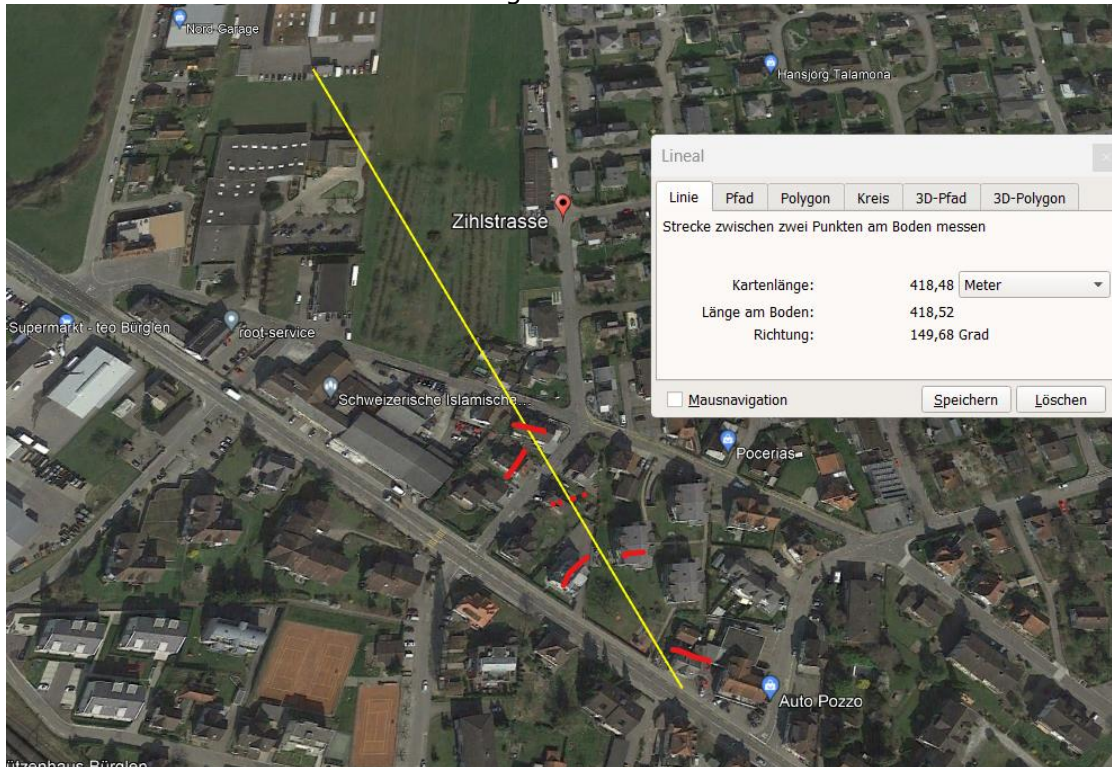 Nord-Garage
Hansjörg Talamona
Zihlstrasse
Lineal
Linie Pfad Polygon Kreis 3D-Pfad 3D-Polygon
Strecke zwischen zwei Punkten am Boden messen
Kartenlänge: 418,48 Meter
Länge am Boden: 418,52
Richtung: 149,68 Grad
Mausnavigation Speichern Löschen
Supermarkt - teo Bürglen
root-service
Schweizerische Islamische...
Pocerias
Auto Pozzo
ützenhaus Bürglen